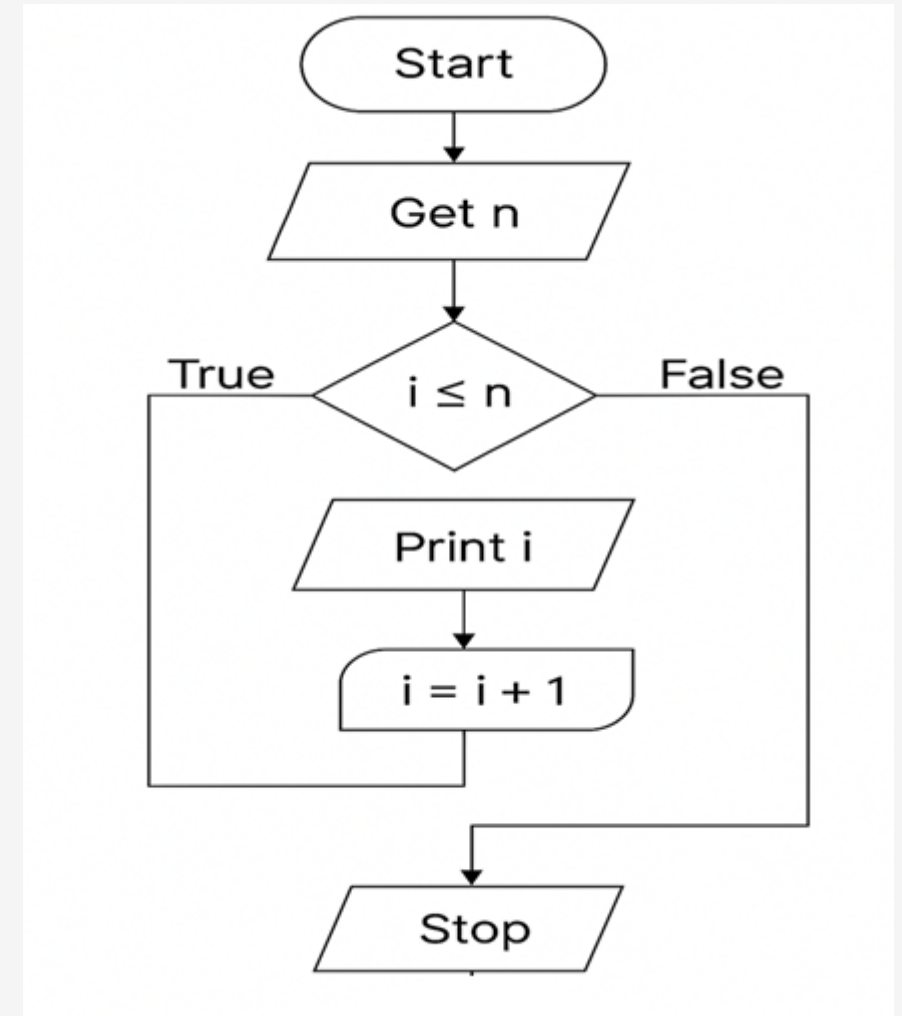 Start
Get n
True
i ≤ n
False
Print i
i = i + 1
Stop